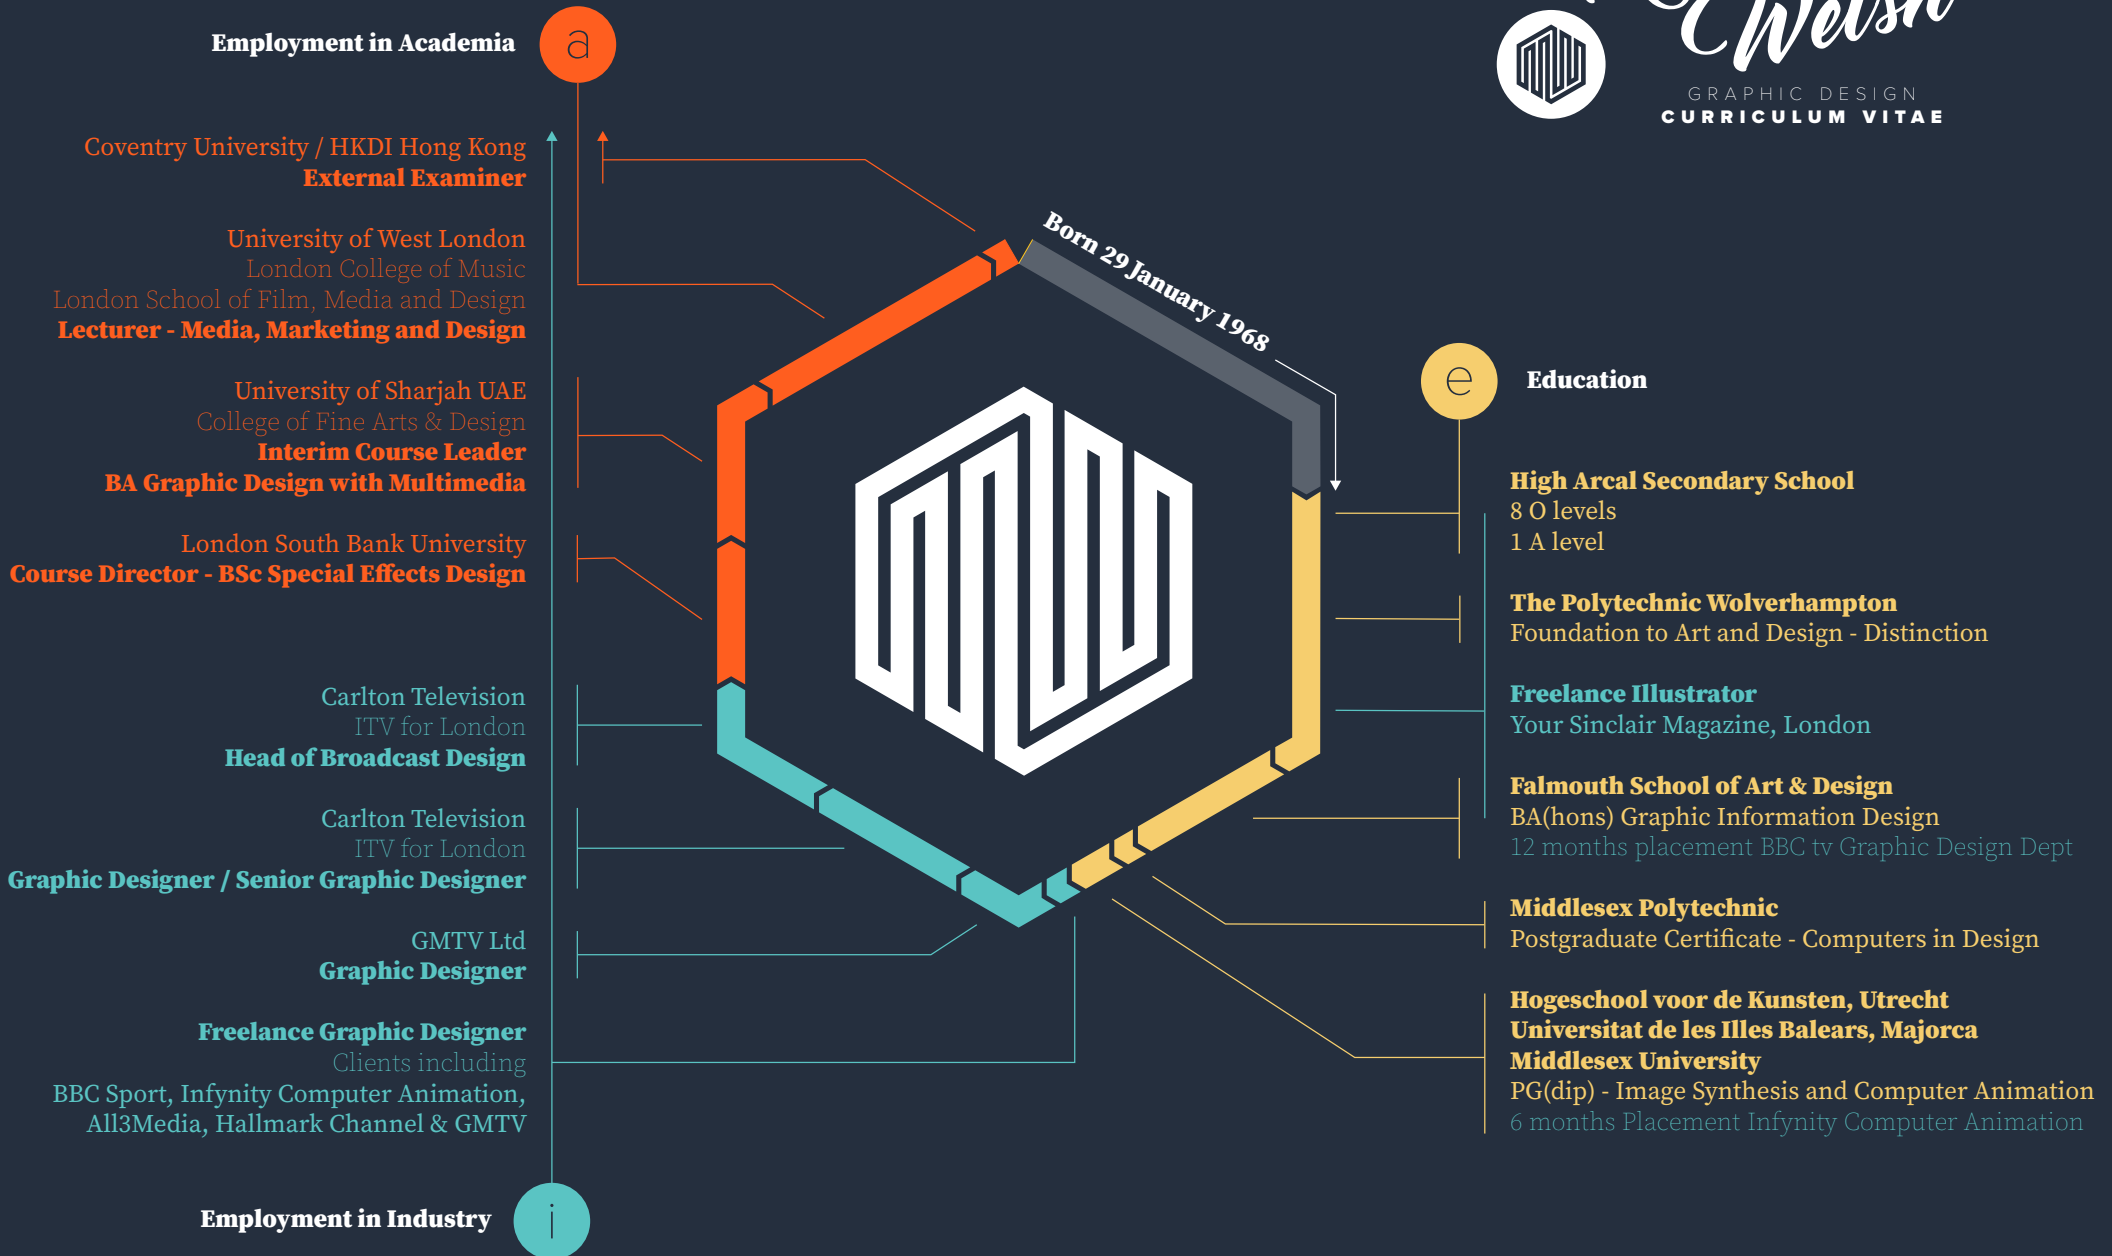 Welsh
GRAPHIC DESIGN
CURRICULUM VITAE
Employment in Academia
a
Coventry University / HKDI Hong Kong
External Examiner
University of West London
London College of Music
London School of Film, Media and Design
Lecturer - Media, Marketing and Design
University of Sharjah UAE
College of Fine Arts & Design
Interim Course Leader
BA Graphic Design with Multimedia
London South Bank University
Course Director - BSc Special Effects Design
Carlton Television
ITV for London
Head of Broadcast Design
Carlton Television
ITV for London
Graphic Designer / Senior Graphic Designer
GMTV Ltd
Graphic Designer
Freelance Graphic Designer
Clients including
BBC Sport, Infynity Computer Animation,
All3Media, Hallmark Channel & GMTV
Employment in Industry
i
Born 29 January 1968
e
Education
High Arcal Secondary School
8 O levels
1 A level
The Polytechnic Wolverhampton
Foundation to Art and Design - Distinction
Freelance Illustrator
Your Sinclair Magazine, London
Falmouth School of Art & Design
BA(hons) Graphic Information Design
12 months placement BBC tv Graphic Design Dept
Middlesex Polytechnic
Postgraduate Certificate - Computers in Design
Hogeschool voor de Kunsten, Utrecht
Universitat de les Illes Balears, Majorca
Middlesex University
PG(dip) - Image Synthesis and Computer Animation
6 months Placement Infynity Computer Animation